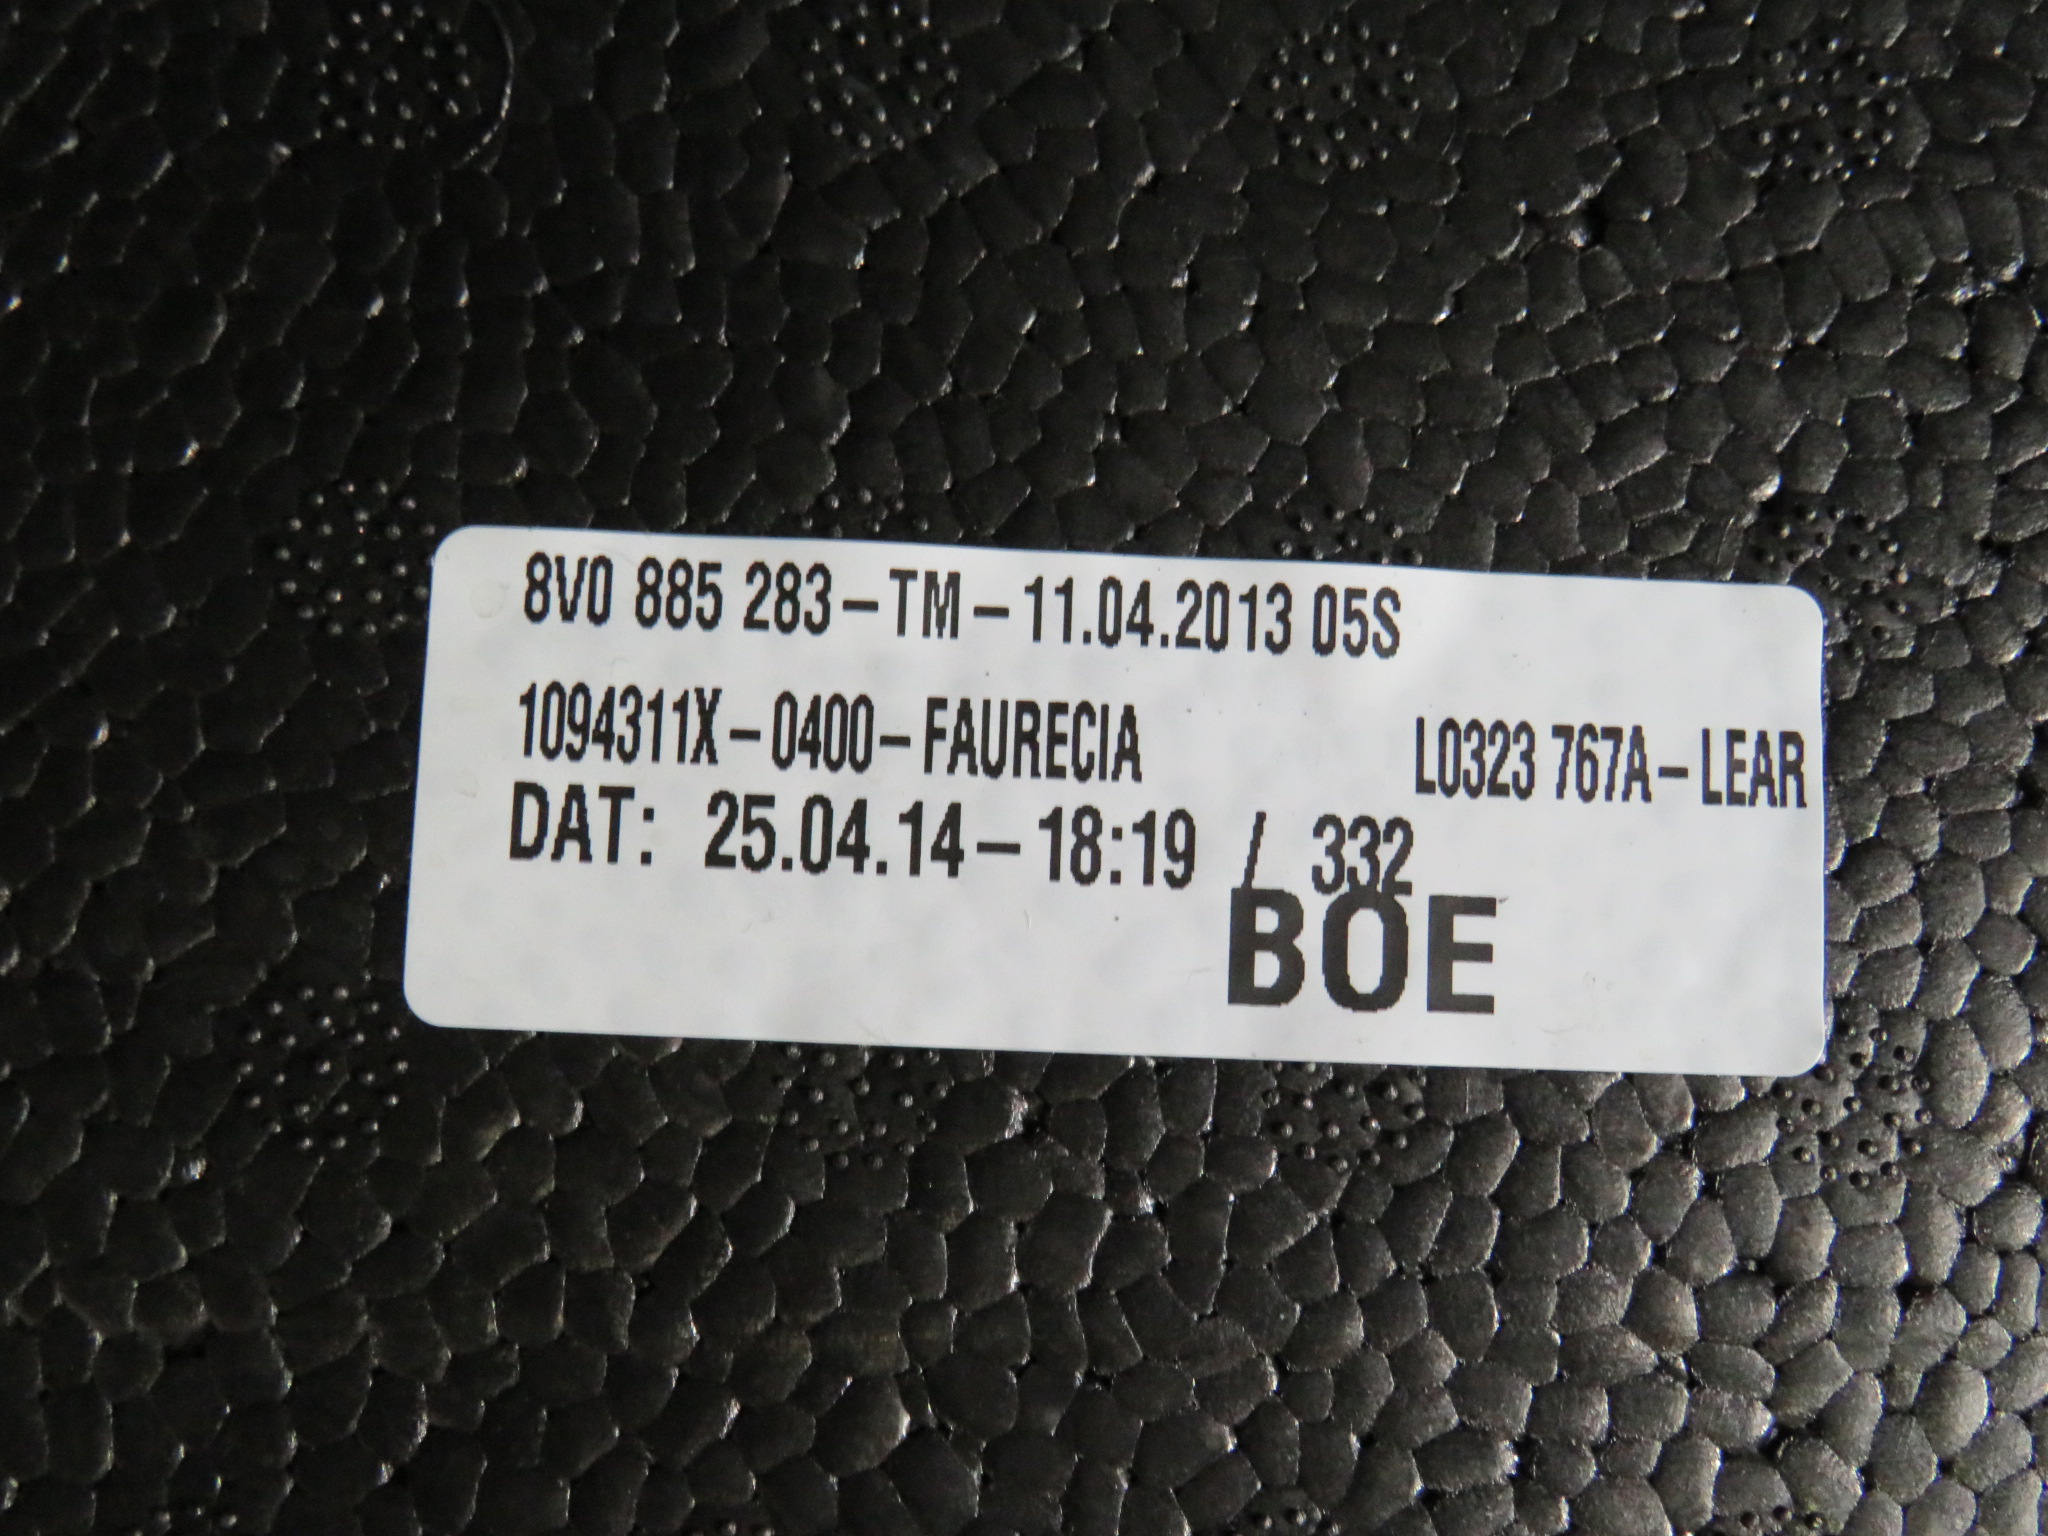 8V0 885 283-TM-11.04.2013 05S
1094311X-0400-FAURECIA L0323 767A-LEAR
DAT: 25.04.14-18:19 / 332
BOE